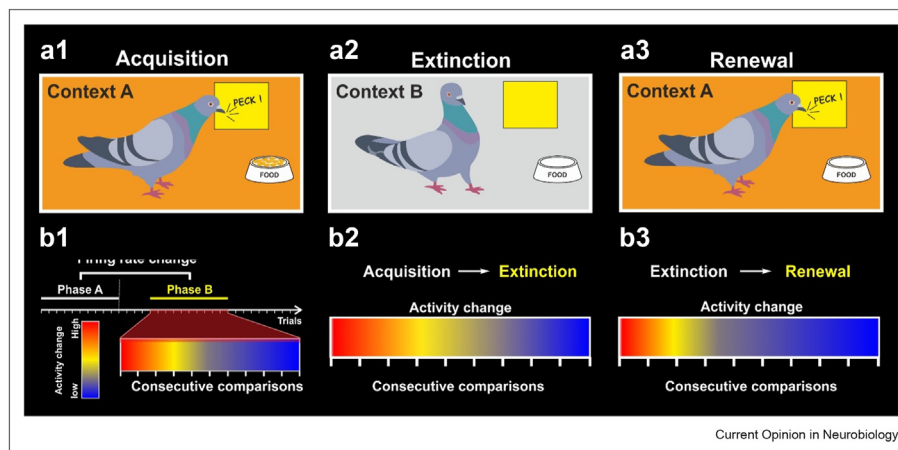 a1
Acquisition
Context A
PECK !
FOOD
a2
Extinction
Context B
FOOD
a3
Renewal
Context A
PECK !
FOOD
b1
Firing rate change
Phase A
Phase B
Trials
High
Activity change
low
Consecutive comparisons
b2
Acquisition → Extinction
Activity change
Consecutive comparisons
b3
Extinction → Renewal
Activity change
Consecutive comparisons
Current Opinion in Neurobiology